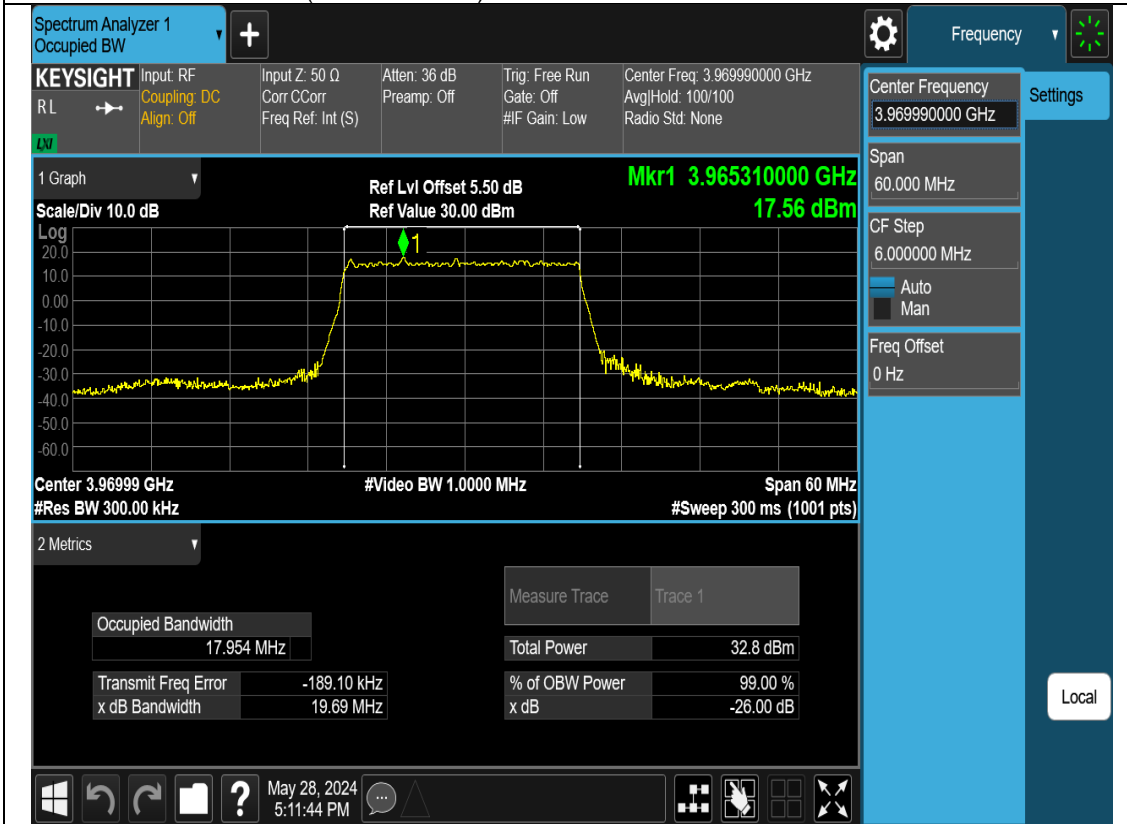 Spectrum Analyzer 1
Occupied BW
+
Frequency
KEYSIGHT
R L
LXI
Input: RF
Coupling: DC
Align: Off
Input Z: 50 Ω
Corr CCorr
Freq Ref: Int (S)
Atten: 36 dB
Preamp: Off
Trig: Free Run
Gate: Off
#IF Gain: Low
Center Freq: 3.969990000 GHz
Avg|Hold: 100/100
Radio Std: None
Center Frequency
3.969990000 GHz
Settings
Span
60.000 MHz
CF Step
6.000000 MHz
Auto
Man
Freq Offset
0 Hz
Local
1 Graph
Scale/Div 10.0 dB
Ref Lvl Offset 5.50 dB
Ref Value 30.00 dBm
Mkr1 3.965310000 GHz
17.56 dBm
Log
1
20.0
10.0
0.00
-10.0
-20.0
-30.0
-40.0
-50.0
-60.0
Center 3.96999 GHz
#Video BW 1.0000 MHz
Span 60 MHz
#Res BW 300.00 kHz
#Sweep 300 ms (1001 pts)
2 Metrics
Measure Trace
Trace 1
Occupied Bandwidth
17.954 MHz
Total Power
32.8 dBm
Transmit Freq Error
-189.10 kHz
% of OBW Power
99.00 %
x dB Bandwidth
19.69 MHz
x dB
-26.00 dB
?
May 28, 2024
5:11:44 PM